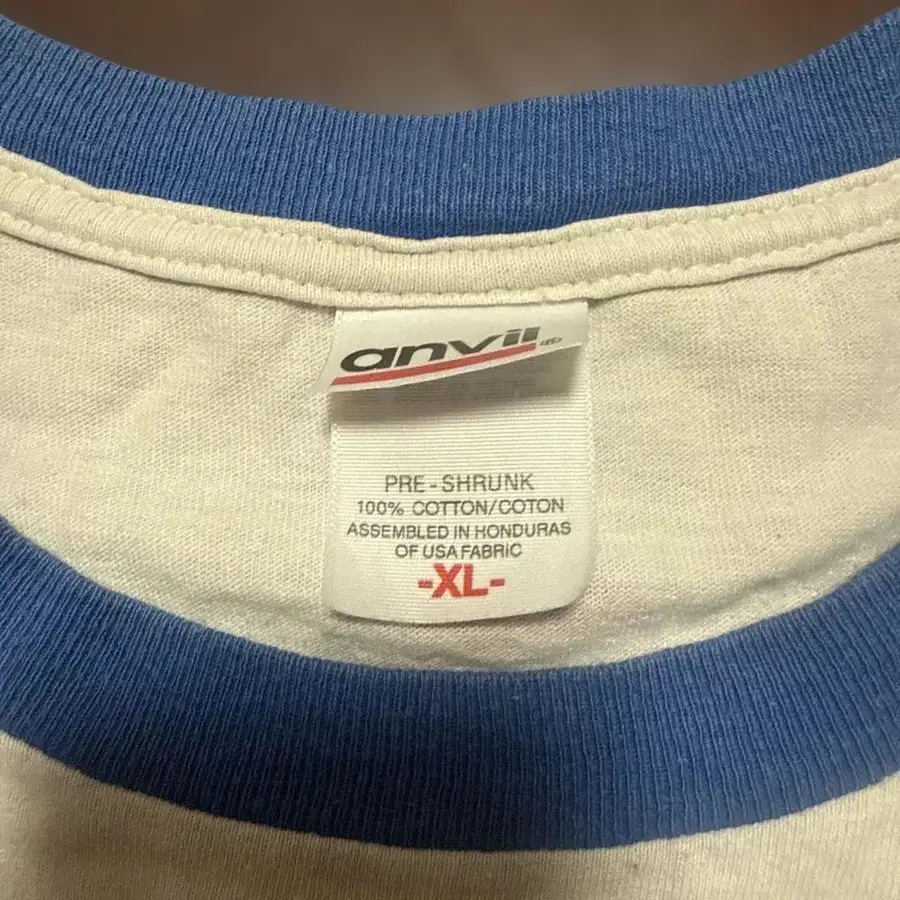 anvil®
PRE-SHRUNK
100% COTTON/COTON
ASSEMBLED IN HONDURAS
OF USA FABRIC
-XL-